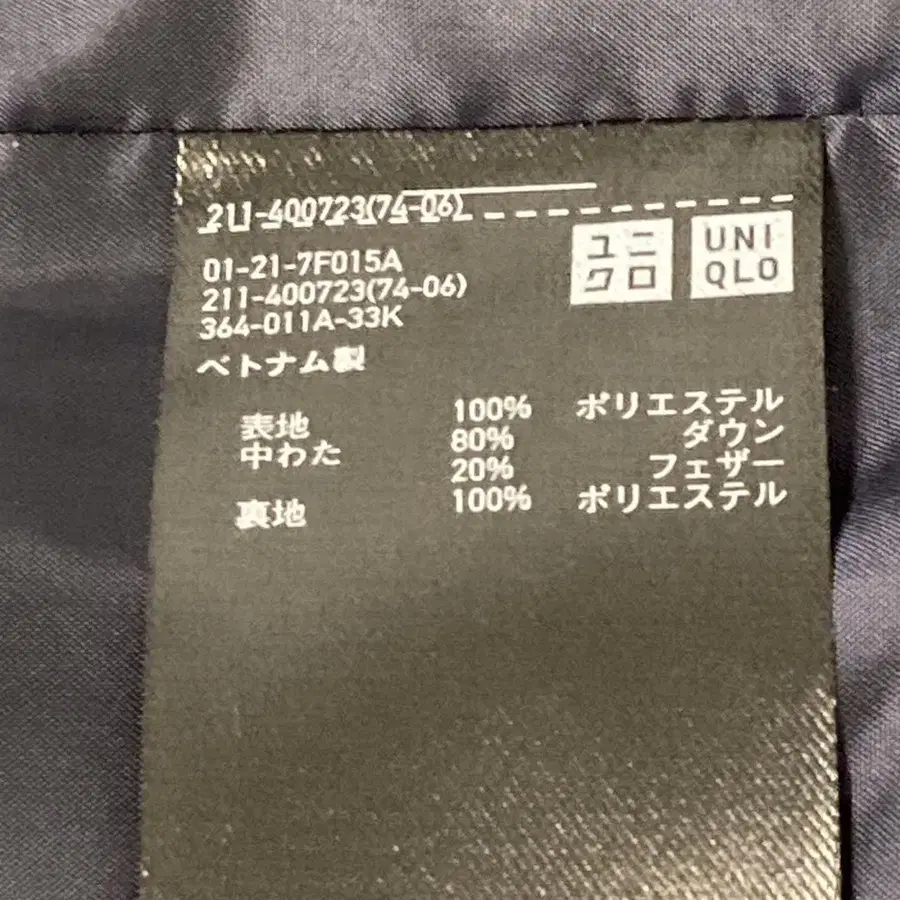 211-400723(74-06)
ユニ
クロ
UNI
QLO
01-21-7F015A
211-400723(74-06)
364-011A-33K
ベトナム製
表地 100% ポリエステル
中わた 80% ダウン
20% フェザー
裏地 100% ポリエステル